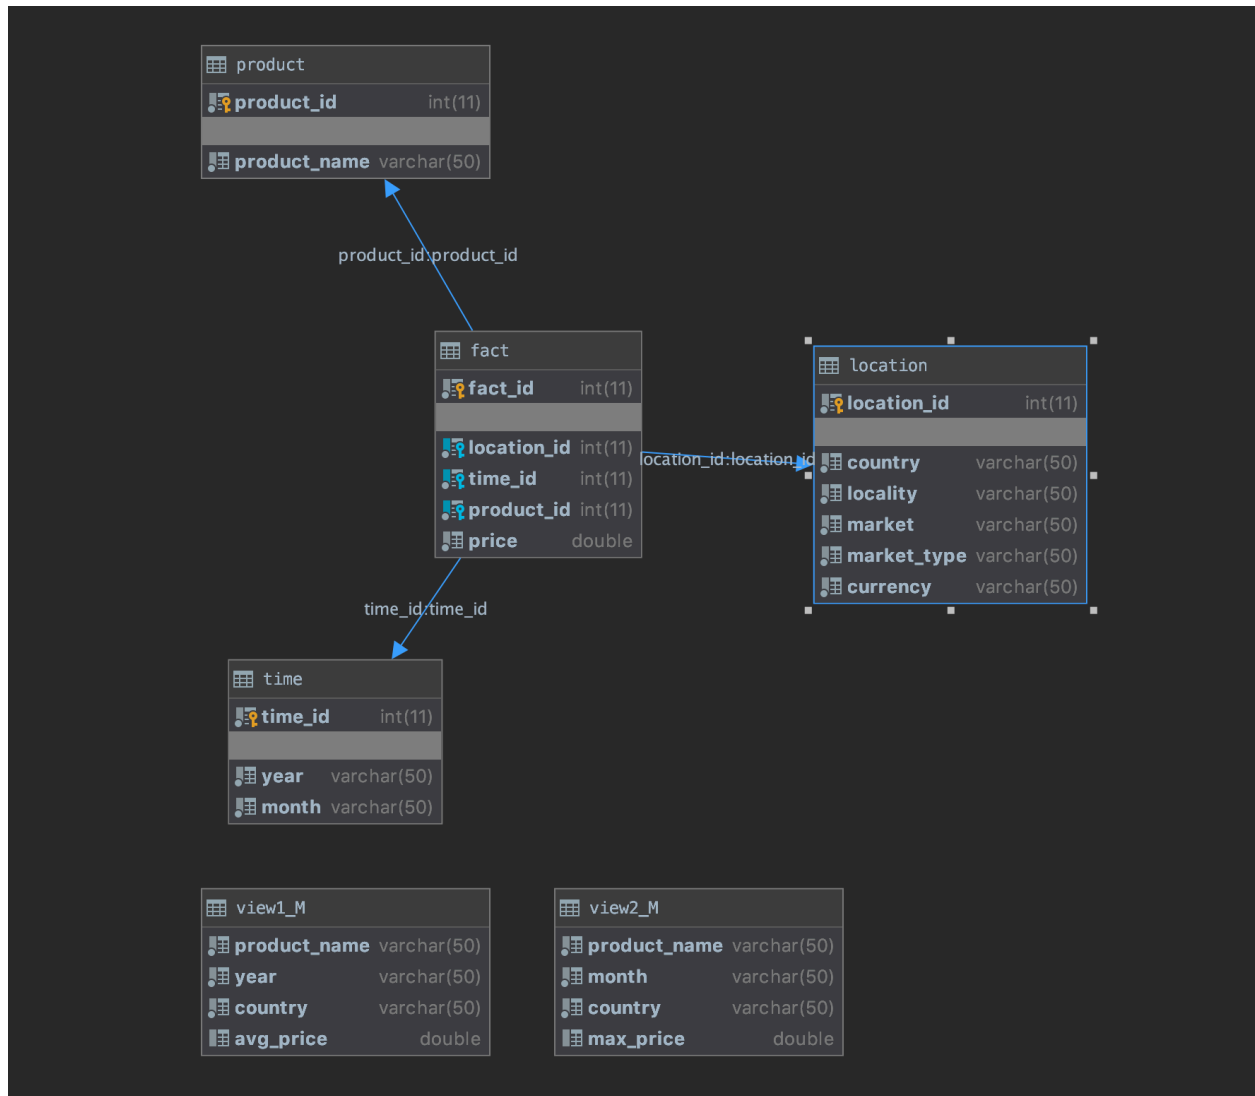 product
product_id int(11)
product_name varchar(50)
product_id:product_id
fact
fact_id int(11)
location_id int(11)
time_id int(11)
product_id int(11)
price double
location_id:location_id
location
location_id int(11)
country varchar(50)
locality varchar(50)
market varchar(50)
market_type varchar(50)
currency varchar(50)
time_id:time_id
time
time_id int(11)
year varchar(50)
month varchar(50)
view1_M
product_name varchar(50)
year varchar(50)
country varchar(50)
avg_price double
view2_M
product_name varchar(50)
month varchar(50)
country varchar(50)
max_price double